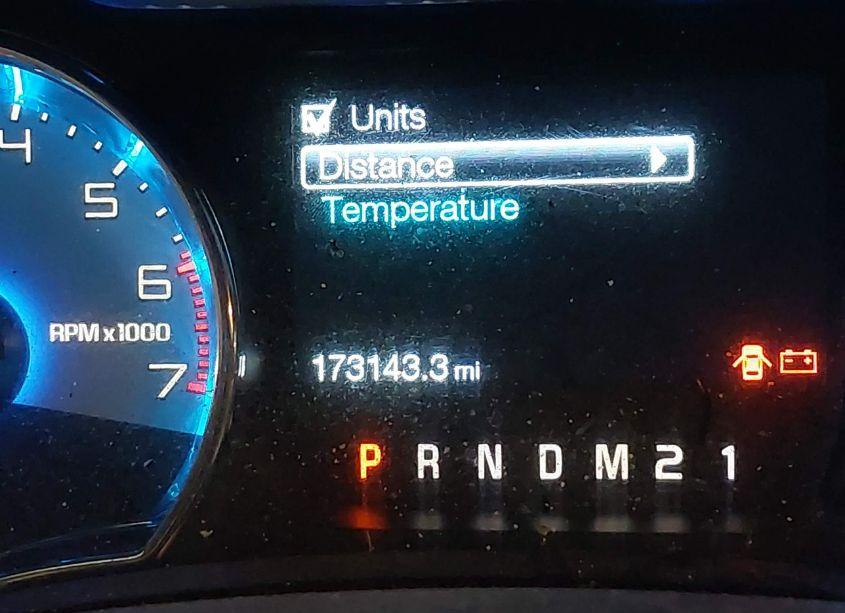 Units
Distance
Temperature
4
5
6
RPM x1000
7
173143.3 mi
P R N D M 2 1